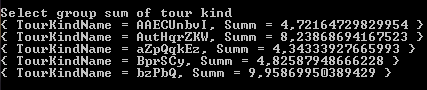 Select group sum of tour kind
{ TourKindName = AAECUnbvI, Summ = 4,72164729829954 }
{ TourKindName = AutHqrZKW, Summ = 8,23868694167523 }
{ TourKindName = aZpQqkEz, Summ = 4,34333927665993 }
{ TourKindName = BprSCy, Summ = 4,82587948666228 }
{ TourKindName = bzPbQ, Summ = 9,95869950389429 }